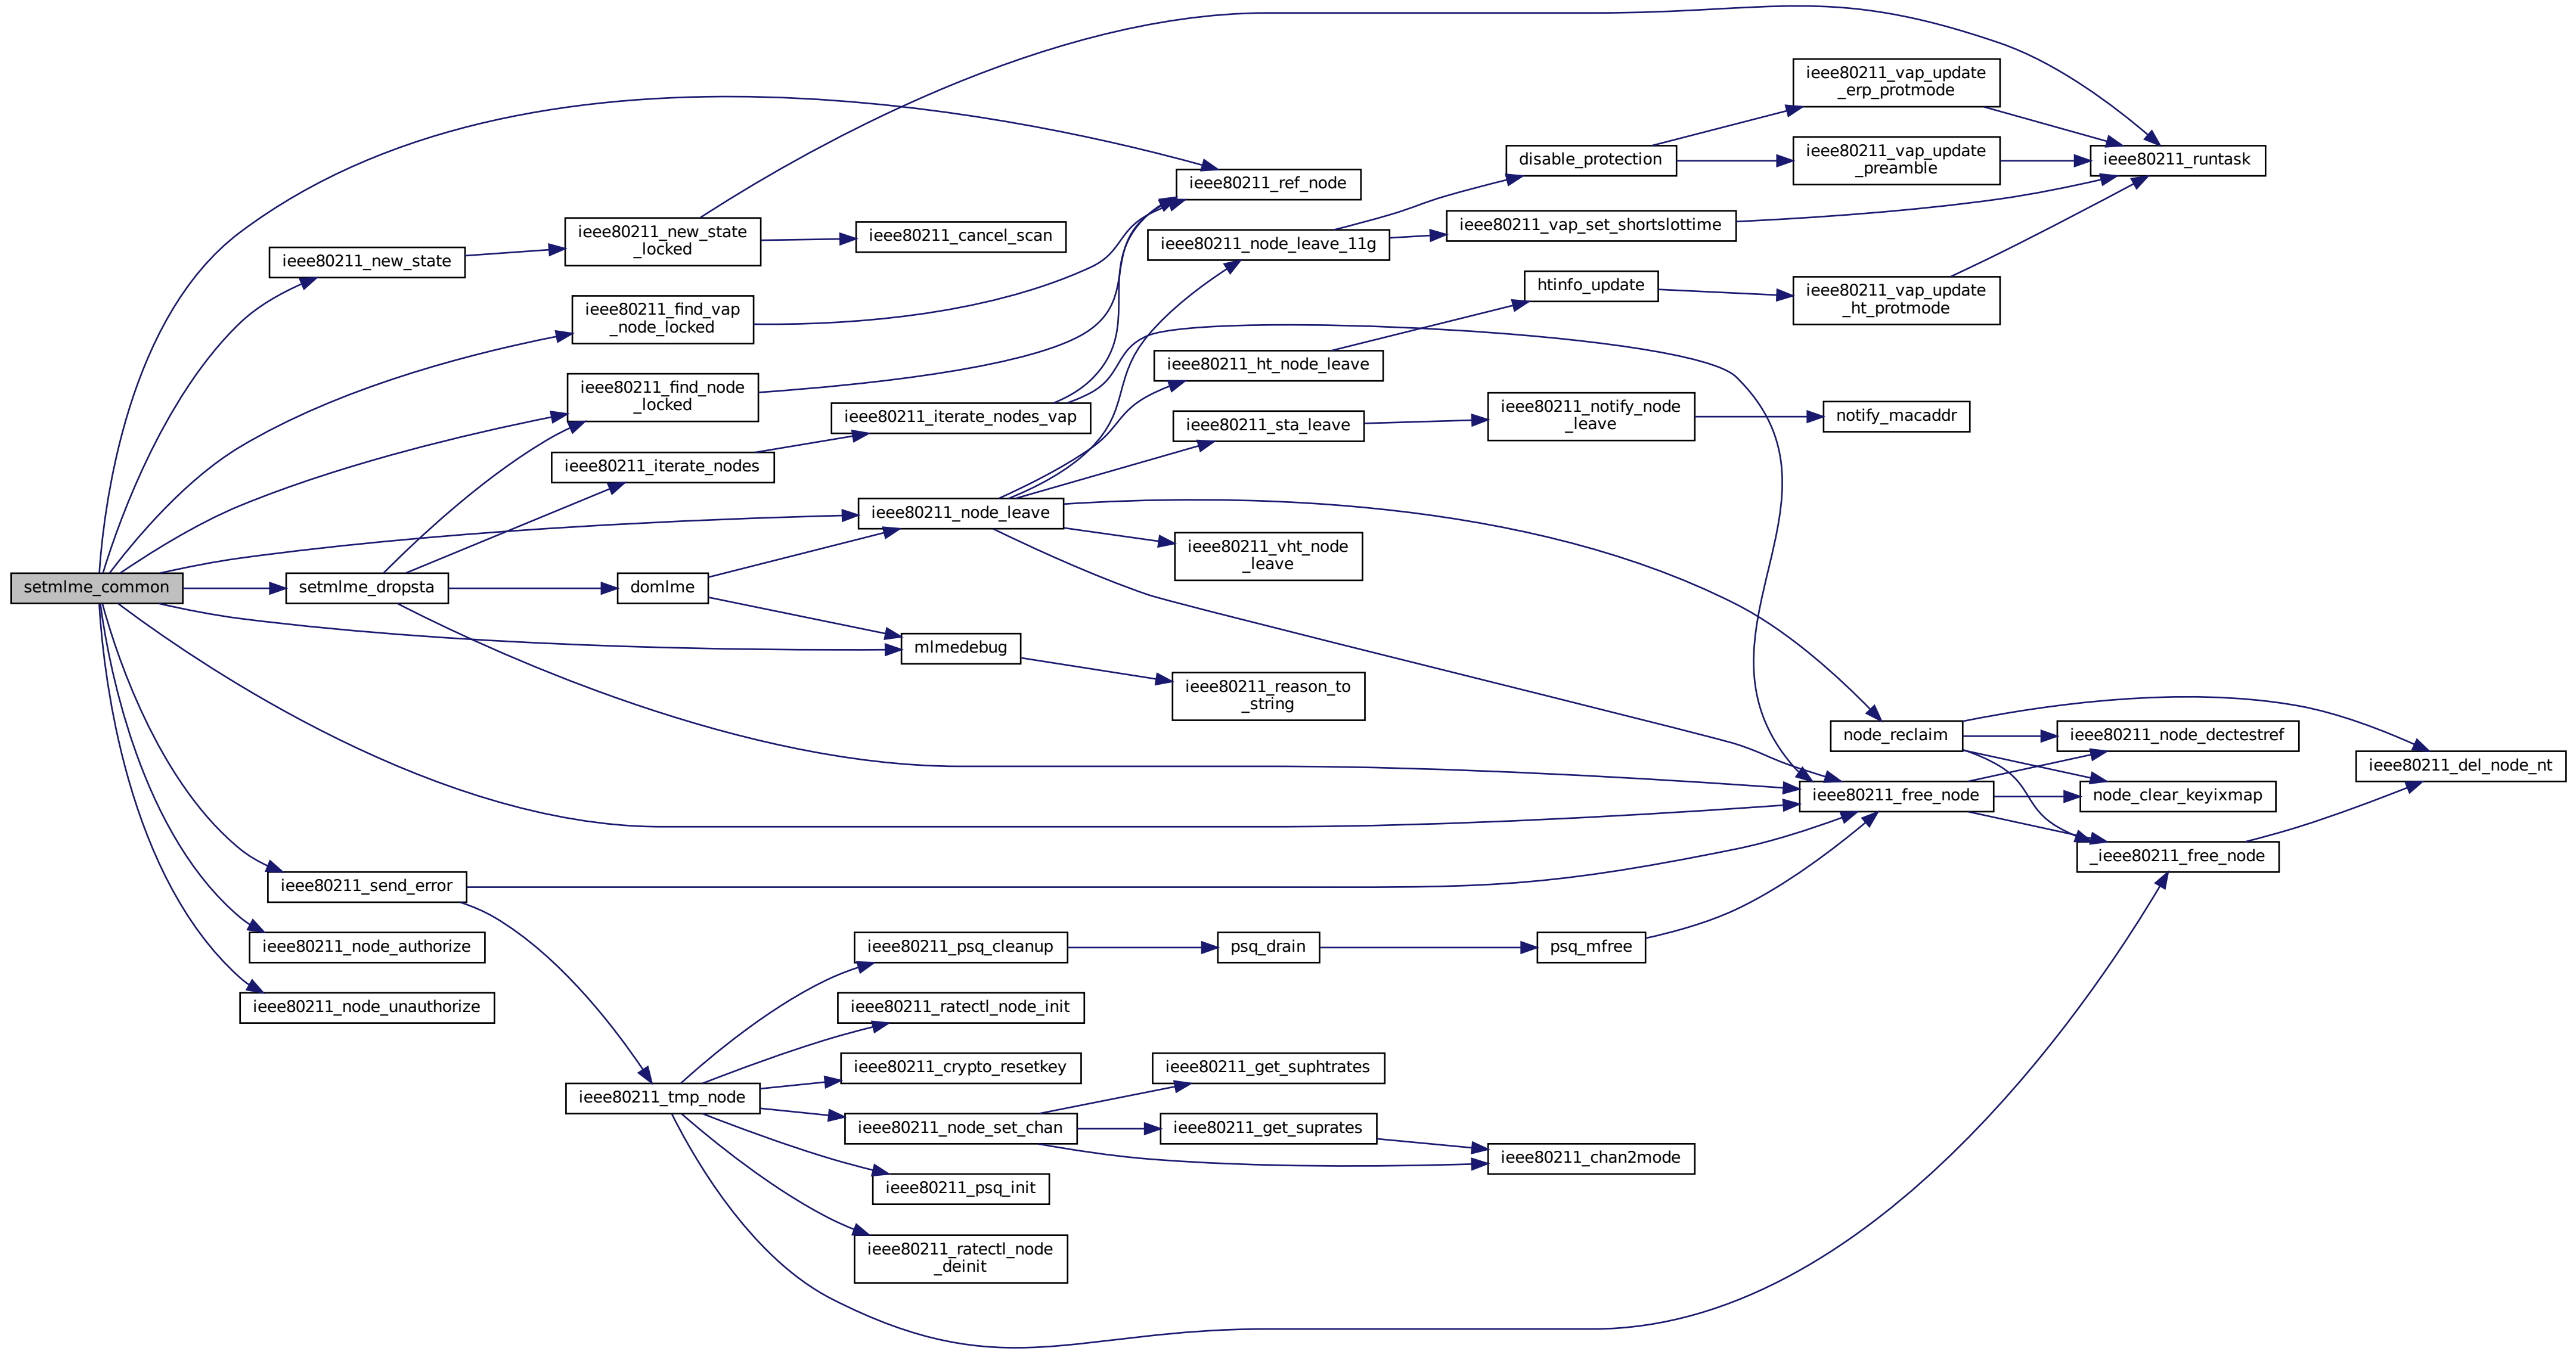 ieee80211_vap_update
_erp_protmode
disable_protection
ieee80211_vap_update
_preamble
ieee80211_runtask
ieee80211_ref_node
ieee80211_new_state
_locked
ieee80211_cancel_scan
ieee80211_node_leave_11g
ieee80211_vap_set_shortslottime
ieee80211_new_state
htinfo_update
ieee80211_vap_update
_ht_protmode
ieee80211_find_vap
_node_locked
ieee80211_ht_node_leave
ieee80211_find_node
_locked
ieee80211_iterate_nodes_vap
ieee80211_sta_leave
ieee80211_notify_node
_leave
notify_macaddr
ieee80211_iterate_nodes
ieee80211_node_leave
ieee80211_vht_node
_leave
setmlme_common
setmlme_dropsta
domlme
mlmedebug
ieee80211_reason_to
_string
node_reclaim
ieee80211_node_dectestref
ieee80211_del_node_nt
ieee80211_free_node
node_clear_keyixmap
_ieee80211_free_node
ieee80211_send_error
ieee80211_node_authorize
ieee80211_psq_cleanup
psq_drain
psq_mfree
ieee80211_node_unauthorize
ieee80211_ratectl_node_init
ieee80211_crypto_resetkey
ieee80211_get_suphtrates
ieee80211_tmp_node
ieee80211_node_set_chan
ieee80211_get_suprates
ieee80211_chan2mode
ieee80211_psq_init
ieee80211_ratectl_node
_deinit